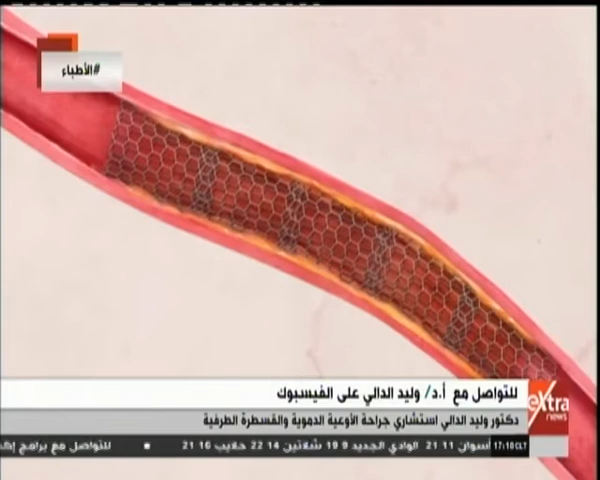 #الأطباء
للتواصل مع أ.د/ وليد الدالي على الفيسبوك
دكتور وليد الدالي استشاري جراحة الأوعية الدموية والقسطرة الطرفية
eXtra
news
17:10 CLT أسوان 11 21 الوادي الجديد 9 19 شلاتين 14 22 حلايب 16 21 للتواصل مع برامج